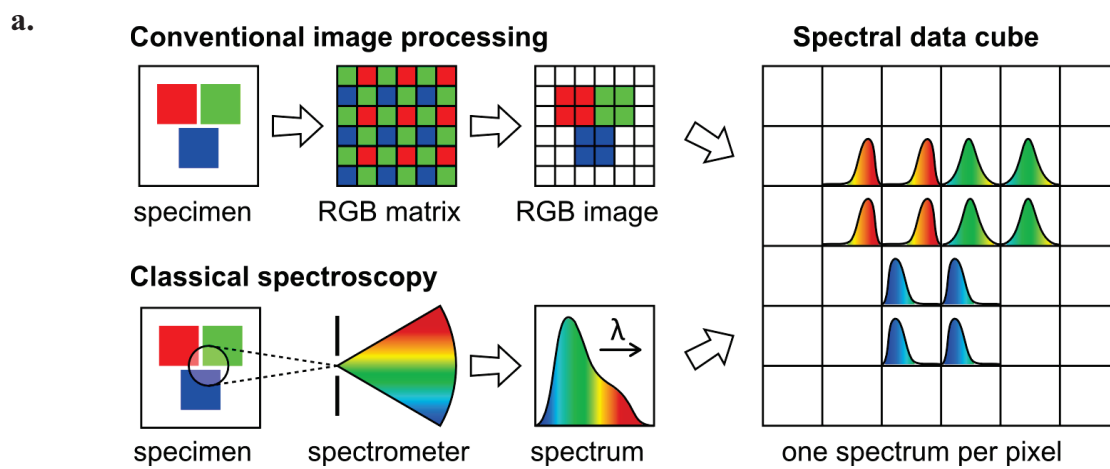 a.
Conventional image processing
specimen
RGB matrix
RGB image
Classical spectroscopy
λ
specimen
spectrometer
spectrum
Spectral data cube
one spectrum per pixel